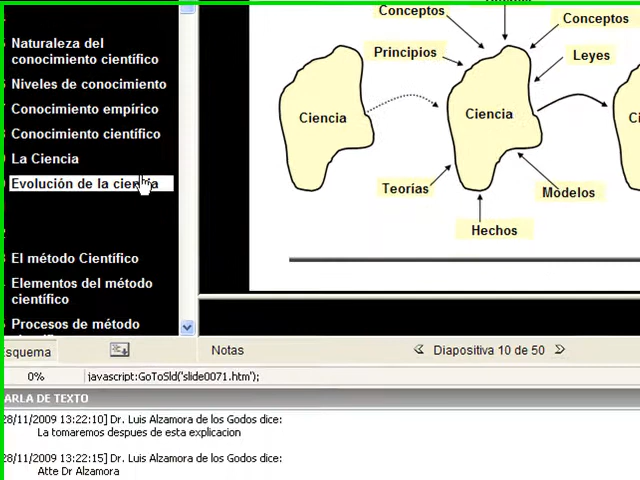 Naturaleza del
conocimiento científico
Niveles de conocimiento
Conocimiento empírico
Conocimiento científico
La Ciencia
Evolución de la ciencia
El método Científico
Elementos del método
científico
Procesos de método
Conceptos
Conceptos
Principios
Leyes
Ciencia
Ciencia
Teorías
Modelos
Hechos
Notas
Diapositiva 10 de 50
0%
javascript:GoToSld('slide0071.htm');
ARLA DE TEXTO
28/11/2009 13:22:10] Dr. Luis Alzamora de los Godos dice:
La tomaremos despues de esta explicacion
28/11/2009 13:22:15] Dr. Luis Alzamora de los Godos dice:
Atte Dr Alzamora